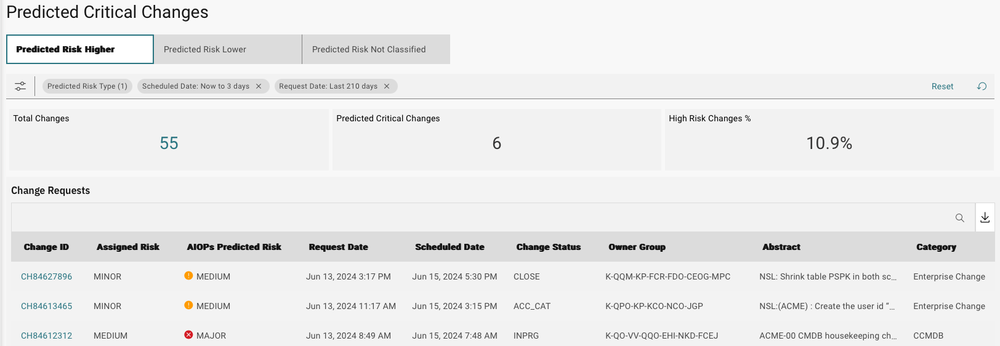 Predicted Critical Changes
Predicted Risk Higher Predicted Risk Lower Predicted Risk Not Classified
Predicted Risk Type (1) Scheduled Date: Now to 3 days Request Date: Last 210 days Reset
Total Changes Predicted Critical Changes High Risk Changes %
55 6 10.9%
Change Requests
Change ID Assigned Risk AIOPs Predicted Risk Request Date Scheduled Date Change Status Owner Group Abstract Category
CH84627896 MINOR MEDIUM Jun 13, 2024 3:17 PM Jun 15, 2024 5:30 PM CLOSE K-QQM-KP-FCR-FDO-CEOG-MPC NSL: Shrink table PSPK in both sc... Enterprise Change
CH84613465 MINOR MEDIUM Jun 13, 2024 11:17 AM Jun 15, 2024 3:15 PM ACC_CAT K-QPO-KP-KCO-NCO-JGP NSL:(ACME) : Create the user id “... Enterprise Change
CH84612312 MEDIUM MAJOR Jun 13, 2024 8:49 AM Jun 15, 2024 7:48 AM INPRG K-QO-VV-QQO-EHI-NKD-FCEJ ACME-00 CMDB housekeeping ch... CCMDB